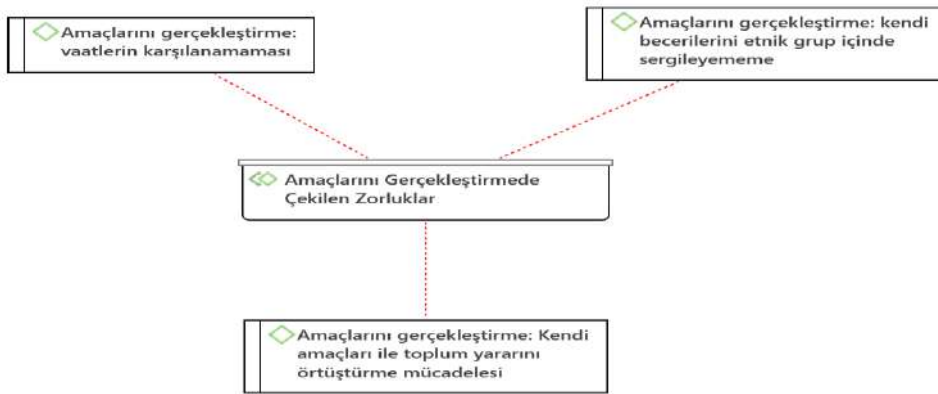 Amaçlarını gerçekleştirme:
vaatlerin karşılanamaması
Amaçlarını gerçekleştirme: kendi
becerilerini etnik grup içinde
sergileyememe
Amaçlarını Gerçekleştirmede
Çekilen Zorluklar
Amaçlarını gerçekleştirme: Kendi
amaçları ile toplum yararını
örtüştürme mücadelesi